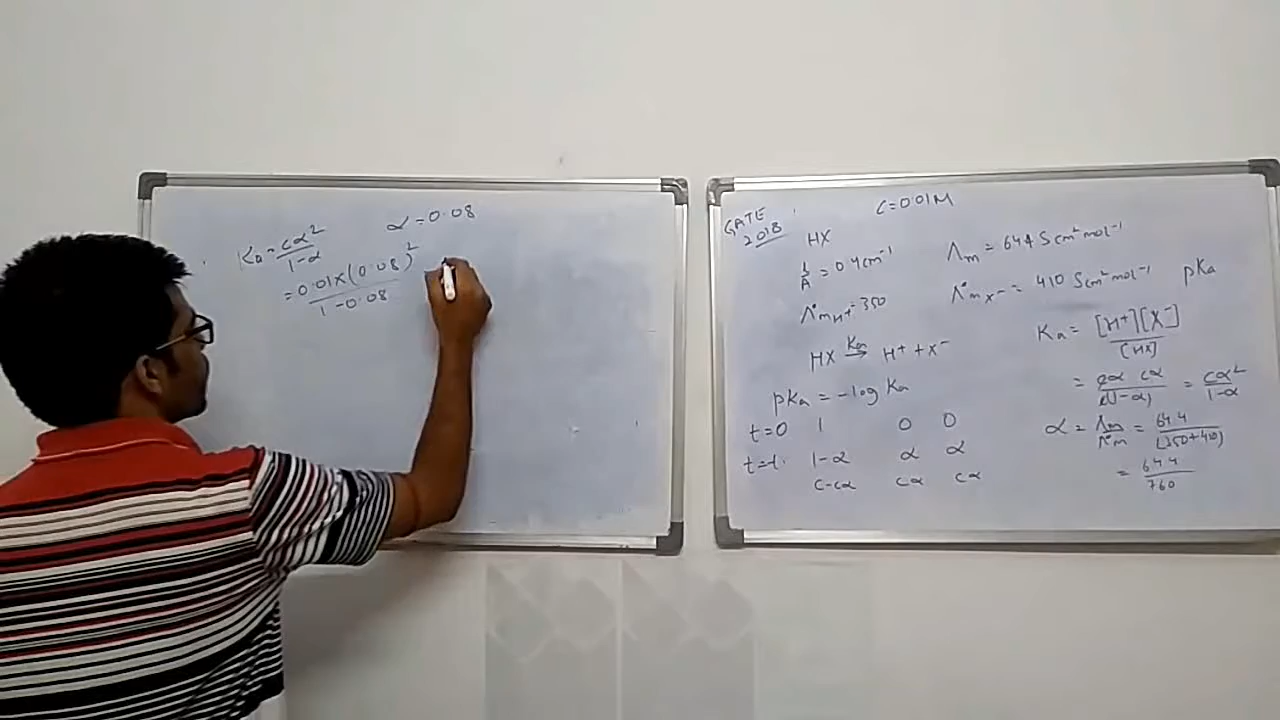 α = 0.08
Ka = cα² / 1-α
= 0.01 x (0.08)² / 1-0.08
GATE 2018
C = 0.01M
HX
l/A = 0.4 cm⁻¹
Λ°mH+ = 350
HX →Ka H⁺ + X⁻
pKa = -log Ka
t=0 1 0 0
t=t. 1-α α α
C-cα cα cα
Λm = 64.4 S cm² mol⁻¹
Λ°mX⁻ = 410 S cm² mol⁻¹ pKa
Ka = [H⁺][X⁻] / [HX]
= cα cα / c(1-α) = cα² / 1-α
α = Λm / Λ°m = 64.4 / (350+410)
= 64.4 / 760